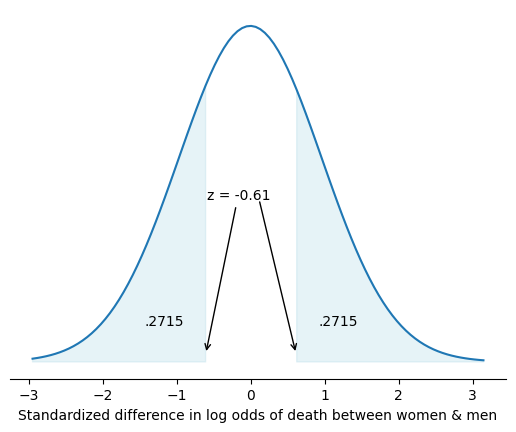 z = -0.61
.2715
.2715
−3 −2 −1 0 1 2 3
Standardized difference in log odds of death between women & men